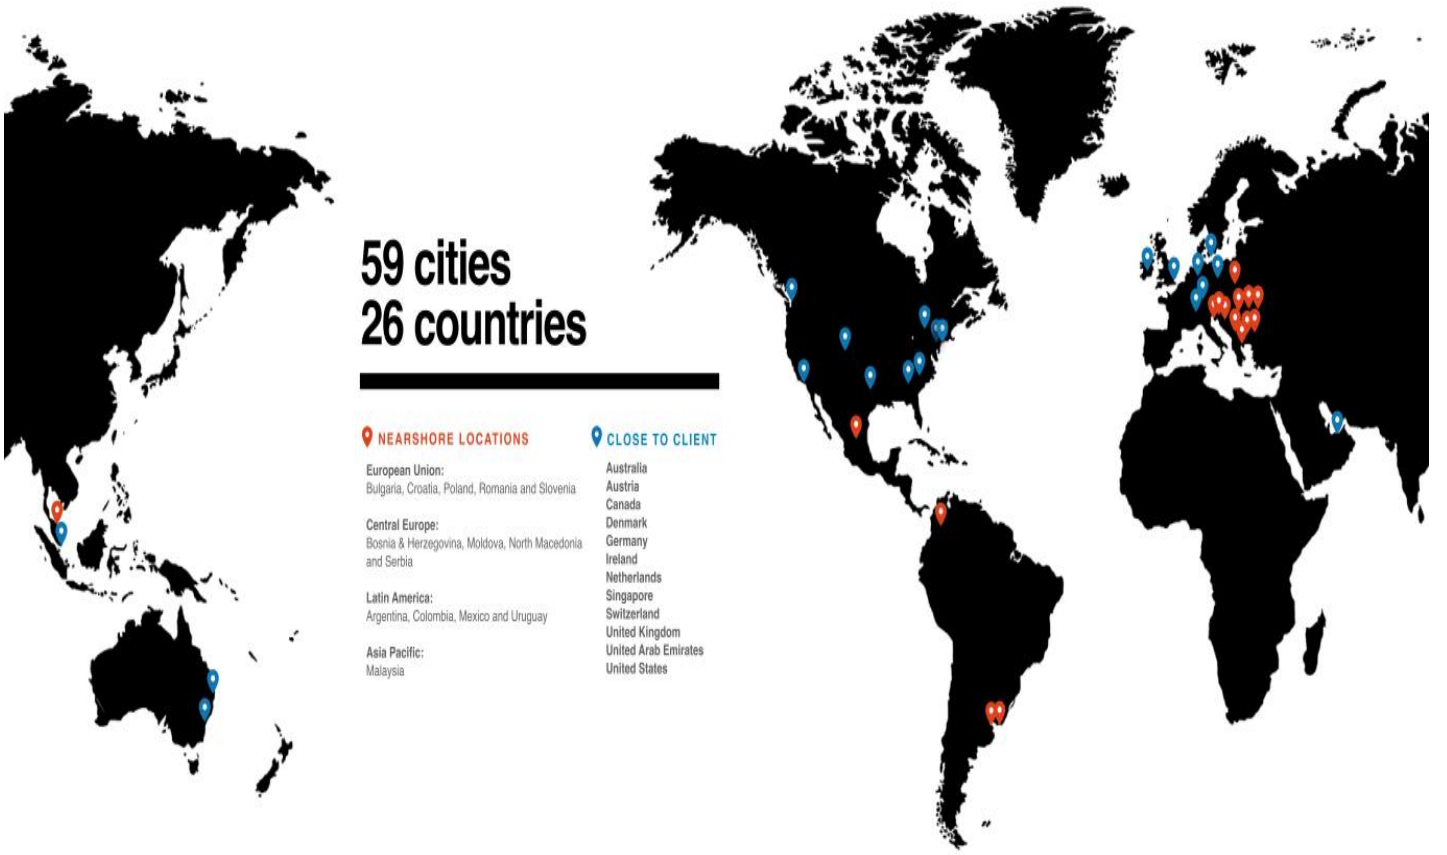 59 cities
26 countries
NEARSHORE LOCATIONS
European Union:
Bulgaria, Croatia, Poland, Romania and Slovenia
Central Europe:
Bosnia & Herzegovina, Moldova, North Macedonia
and Serbia
Latin America:
Argentina, Colombia, Mexico and Uruguay
Asia Pacific:
Malaysia
CLOSE TO CLIENT
Australia
Austria
Canada
Denmark
Germany
Ireland
Netherlands
Singapore
Switzerland
United Kingdom
United Arab Emirates
United States